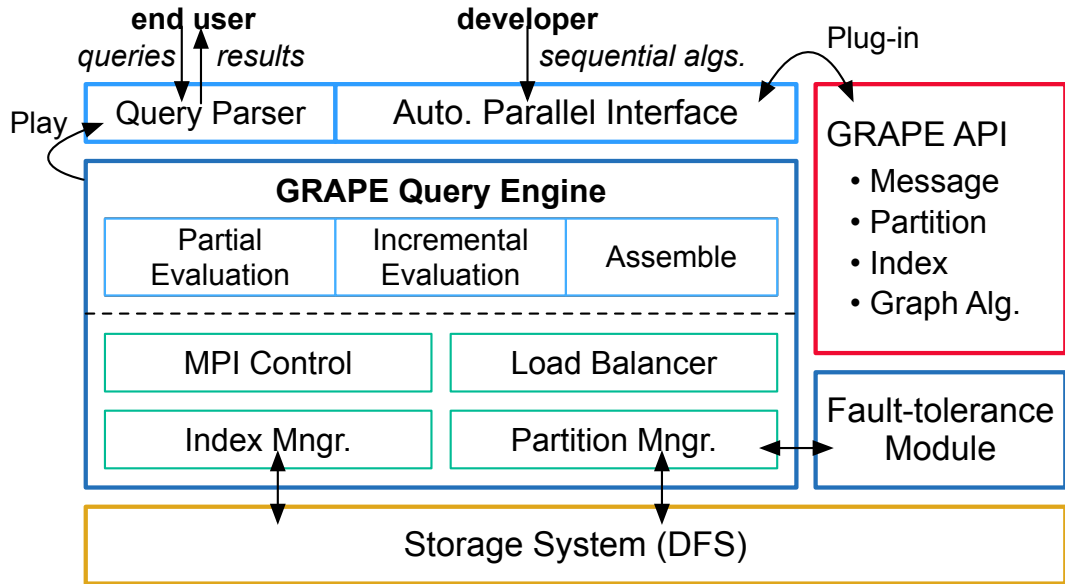 end user
developer
queries
results
sequential algs.
Plug-in
Play
Query Parser
Auto. Parallel Interface
GRAPE API
• Message
• Partition
• Index
• Graph Alg.
GRAPE Query Engine
Partial
Evaluation
Incremental
Evaluation
Assemble
MPI Control
Load Balancer
Index Mngr.
Partition Mngr.
Fault-tolerance
Module
Storage System (DFS)